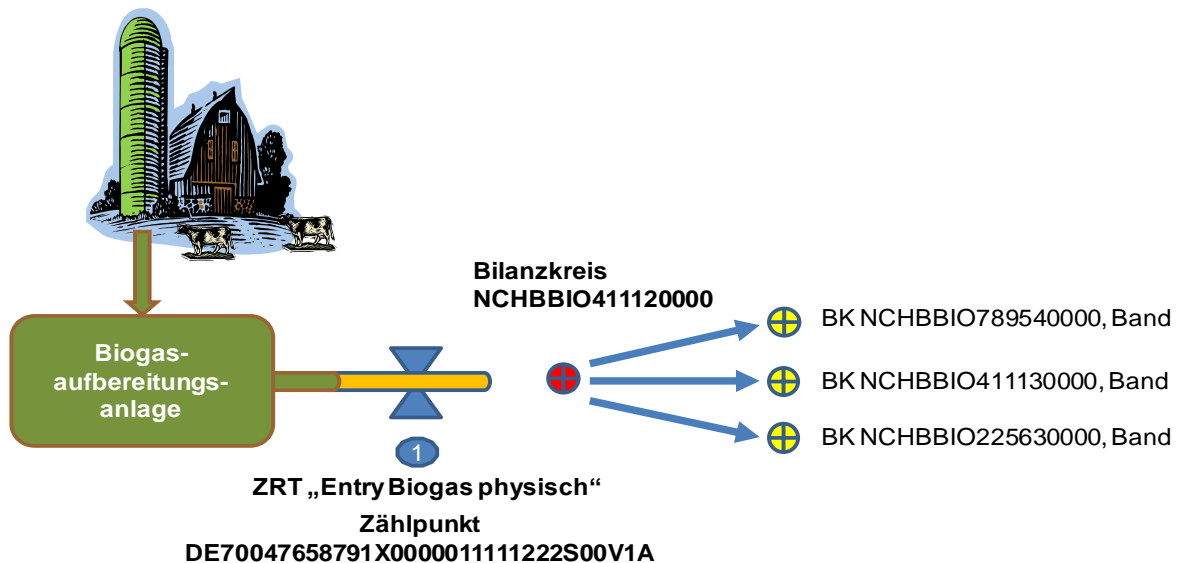 Bilanzkreis
NCHBBIO411120000
BK NCHBBIO789540000, Band
Biogas-
aufbereitungs-
anlage
BK NCHBBIO411130000, Band
BK NCHBBIO225630000, Band
1
ZRT „Entry Biogas physisch“
Zählpunkt
DE70047658791X0000011111222S00V1A